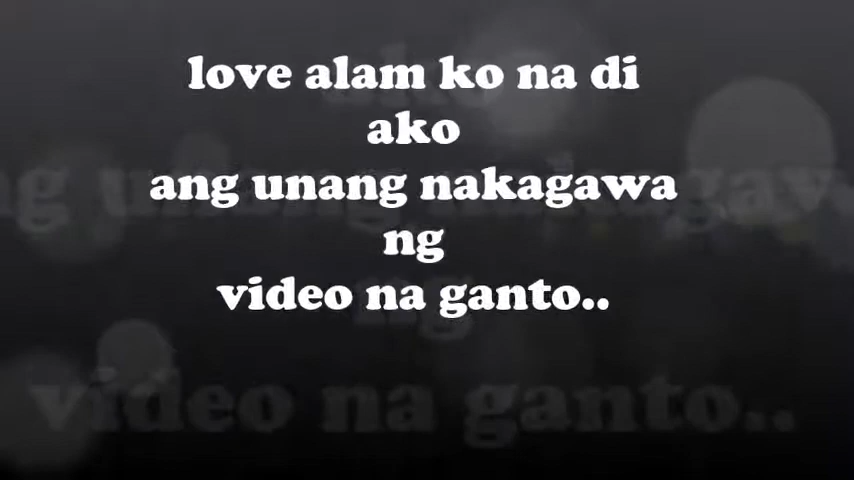 love alam ko na di
ako
ang unang nakagawa
ng
video na ganto..